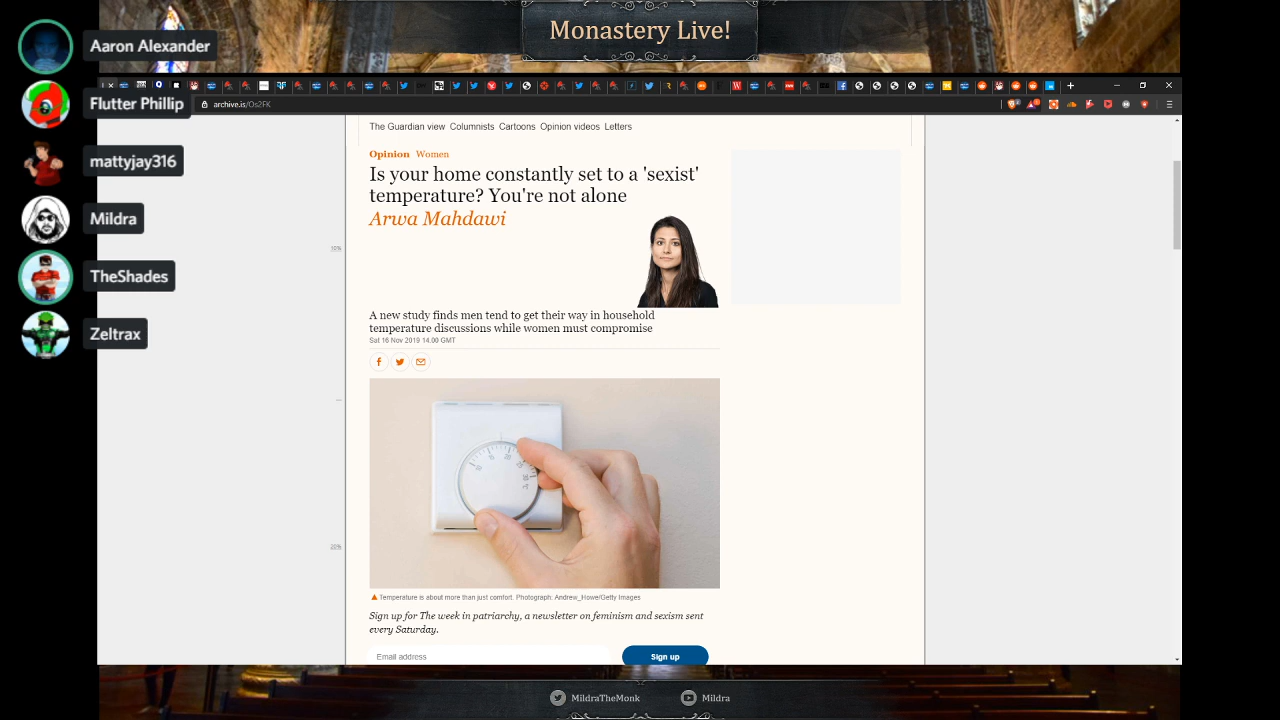 Monastery Live!
Aaron Alexander
Flutter Phillip
mattyjay316
Mildra
TheShades
Zeltrax
archive.is/Os2FK
The Guardian view Columnists Cartoons Opinion videos Letters
Opinion Women
Is your home constantly set to a 'sexist'
temperature? You're not alone
Arwa Mahdawi
A new study finds men tend to get their way in household
temperature discussions while women must compromise
Sat 16 Nov 2019 14.00 GMT
10%
20%
Temperature is about more than just comfort. Photograph: Andrew_Howe/Getty Images
Sign up for The week in patriarchy, a newsletter on feminism and sexism sent
every Saturday.
Email address
Sign up
MildraTheMonk
Mildra